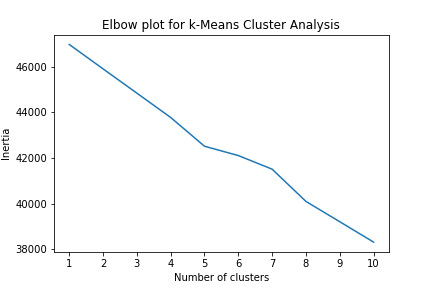 Elbow plot for k-Means Cluster Analysis
46000
44000
42000
40000
38000
Inertia
1 2 3 4 5 6 7 8 9 10
Number of clusters